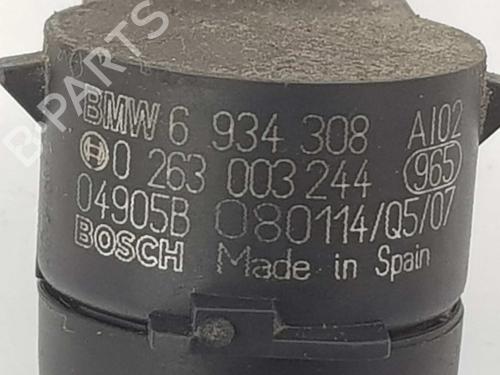 B-PARTS
BMW 6 934 308 AI02
0 263 003 244 965
04905B 080114/Q5/07
BOSCH Made in Spain